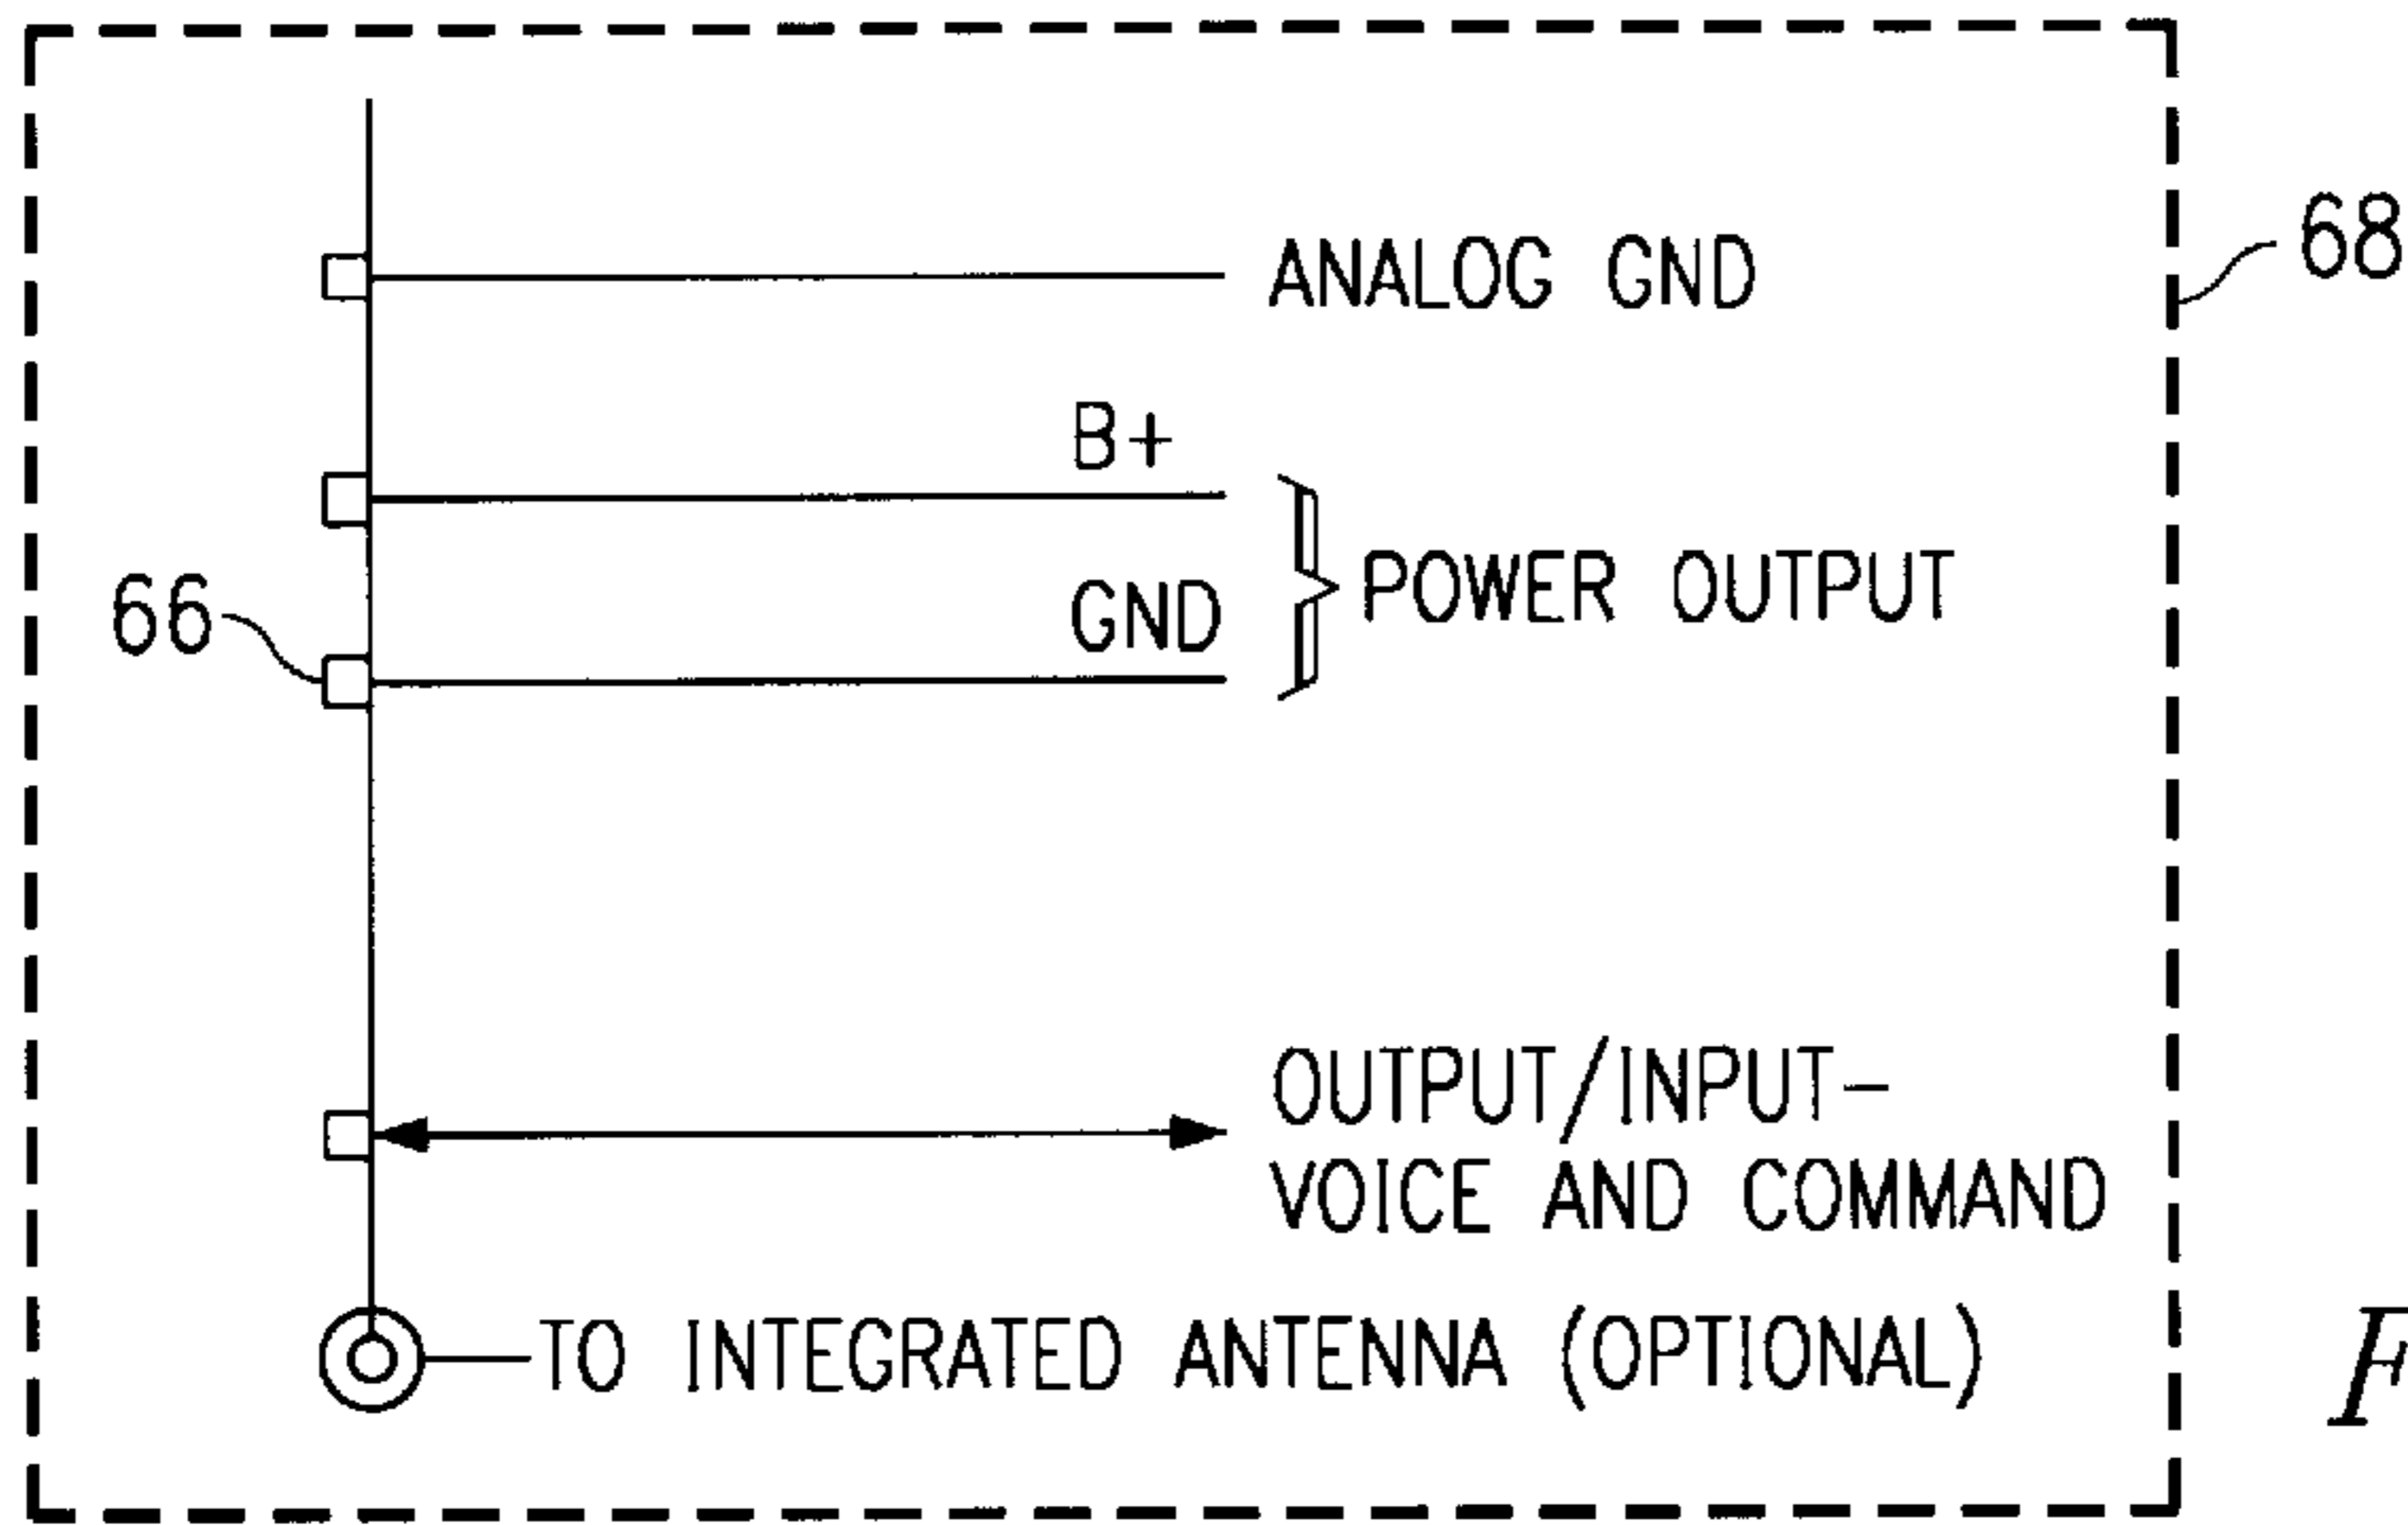 ANALOG GND
68
B+
66
GND
POWER OUTPUT
OUTPUT/INPUT-
VOICE AND COMMAND
TO INTEGRATED ANTENNA (OPTIONAL)
F